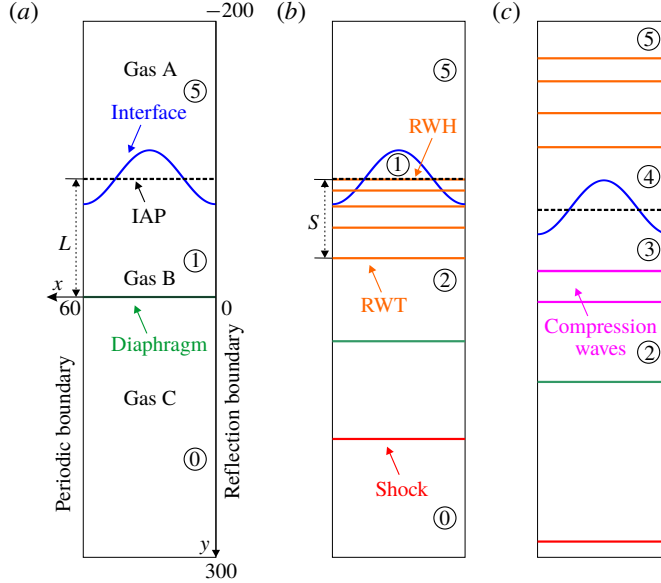 (a)
−200
Gas A
⑤
Interface
IAP
L
①
Gas B
x
60
0
Diaphragm
Gas C
Periodic boundary
Reflection boundary
⓪
y
300
(b)
⑤
RWH
①
S
②
RWT
Shock
⓪
(c)
⑤
④
③
Compression
waves
②